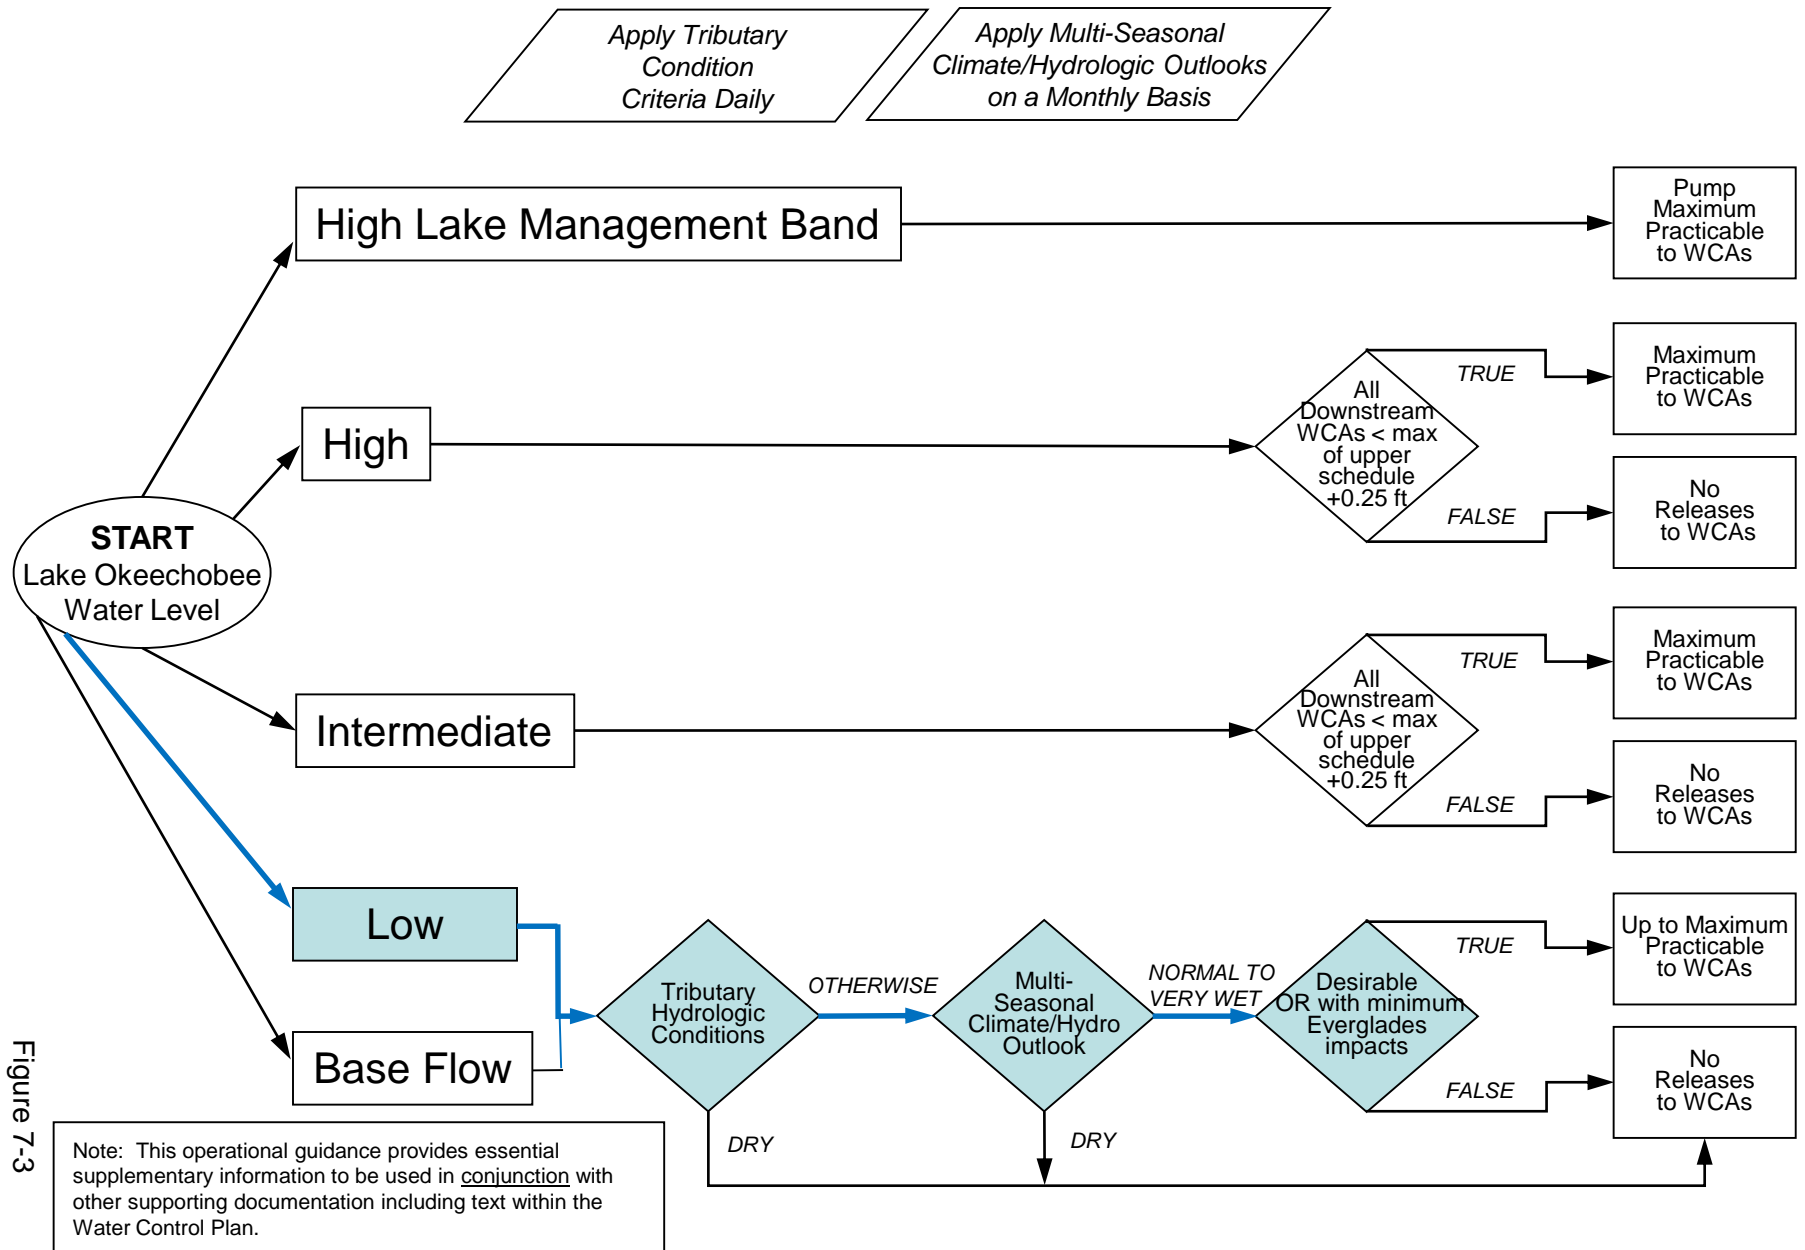 Apply Tributary
Condition
Criteria Daily
Apply Multi-Seasonal
Climate/Hydrologic Outlooks
on a Monthly Basis
High Lake Management Band
Pump
Maximum
Practicable
to WCAs
High
All
Downstream
WCAs < max
of upper
schedule
+0.25 ft
TRUE
Maximum
Practicable
to WCAs
FALSE
No
Releases
to WCAs
START
Lake Okeechobee
Water Level
Intermediate
All
Downstream
WCAs < max
of upper
schedule
+0.25 ft
TRUE
Maximum
Practicable
to WCAs
FALSE
No
Releases
to WCAs
Low
Base Flow
Tributary
Hydrologic
Conditions
OTHERWISE
DRY
Multi-
Seasonal
Climate/Hydro
Outlook
NORMAL TO
VERY WET
DRY
Desirable
OR with minimum
Everglades
impacts
TRUE
Up to Maximum
Practicable
to WCAs
FALSE
No
Releases
to WCAs
Figure 7-3
Note:  This operational guidance provides essential
supplementary information to be used in conjunction with
other supporting documentation including text within the
Water Control Plan.